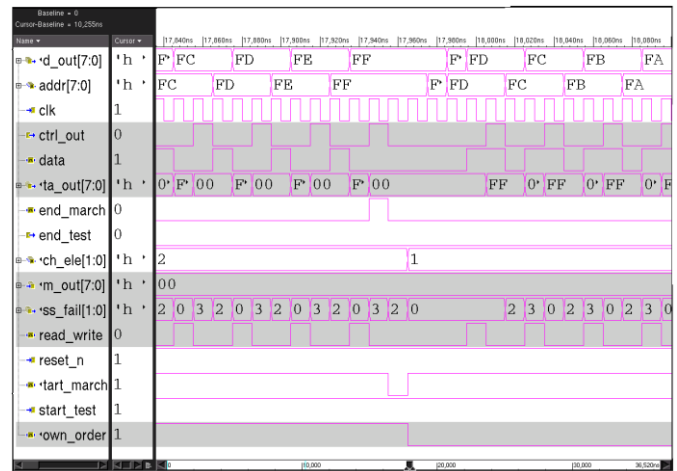 Baseline = 0
Cursor-Baseline = 10,255ns
Name Cursor |17,840ns |17,860ns |17,880ns |17,900ns |17,920ns |17,940ns |17,960ns |17,980ns |18,000ns |18,020ns |18,040ns |18,060ns |18,080ns
*d_out[7:0] 'h F* FC FD FE FF F* FD FC FB FA
addr[7:0] 'h FC FD FE FF F* FD FC FB FA
clk 1
ctrl_out 0
data 1
*ta_out[7:0] 'h 0* F* 00 F* 00 F* 00 F* 00 FF 0* FF 0* FF 0* F
end_march 0
end_test 0
*ch_ele[1:0] 'h 2 1
*m_out[7:0] 'h 00
*ss_fail[1:0] 'h 2 0 3 2 0 3 2 0 3 2 0 3 2 0 2 3 0 2 3 0 2 3 0
read_write 0
reset_n 1
*tart_march 1
start_test 1
*own_order 1
0 |10,000 |20,000 |30,000 36,520ns